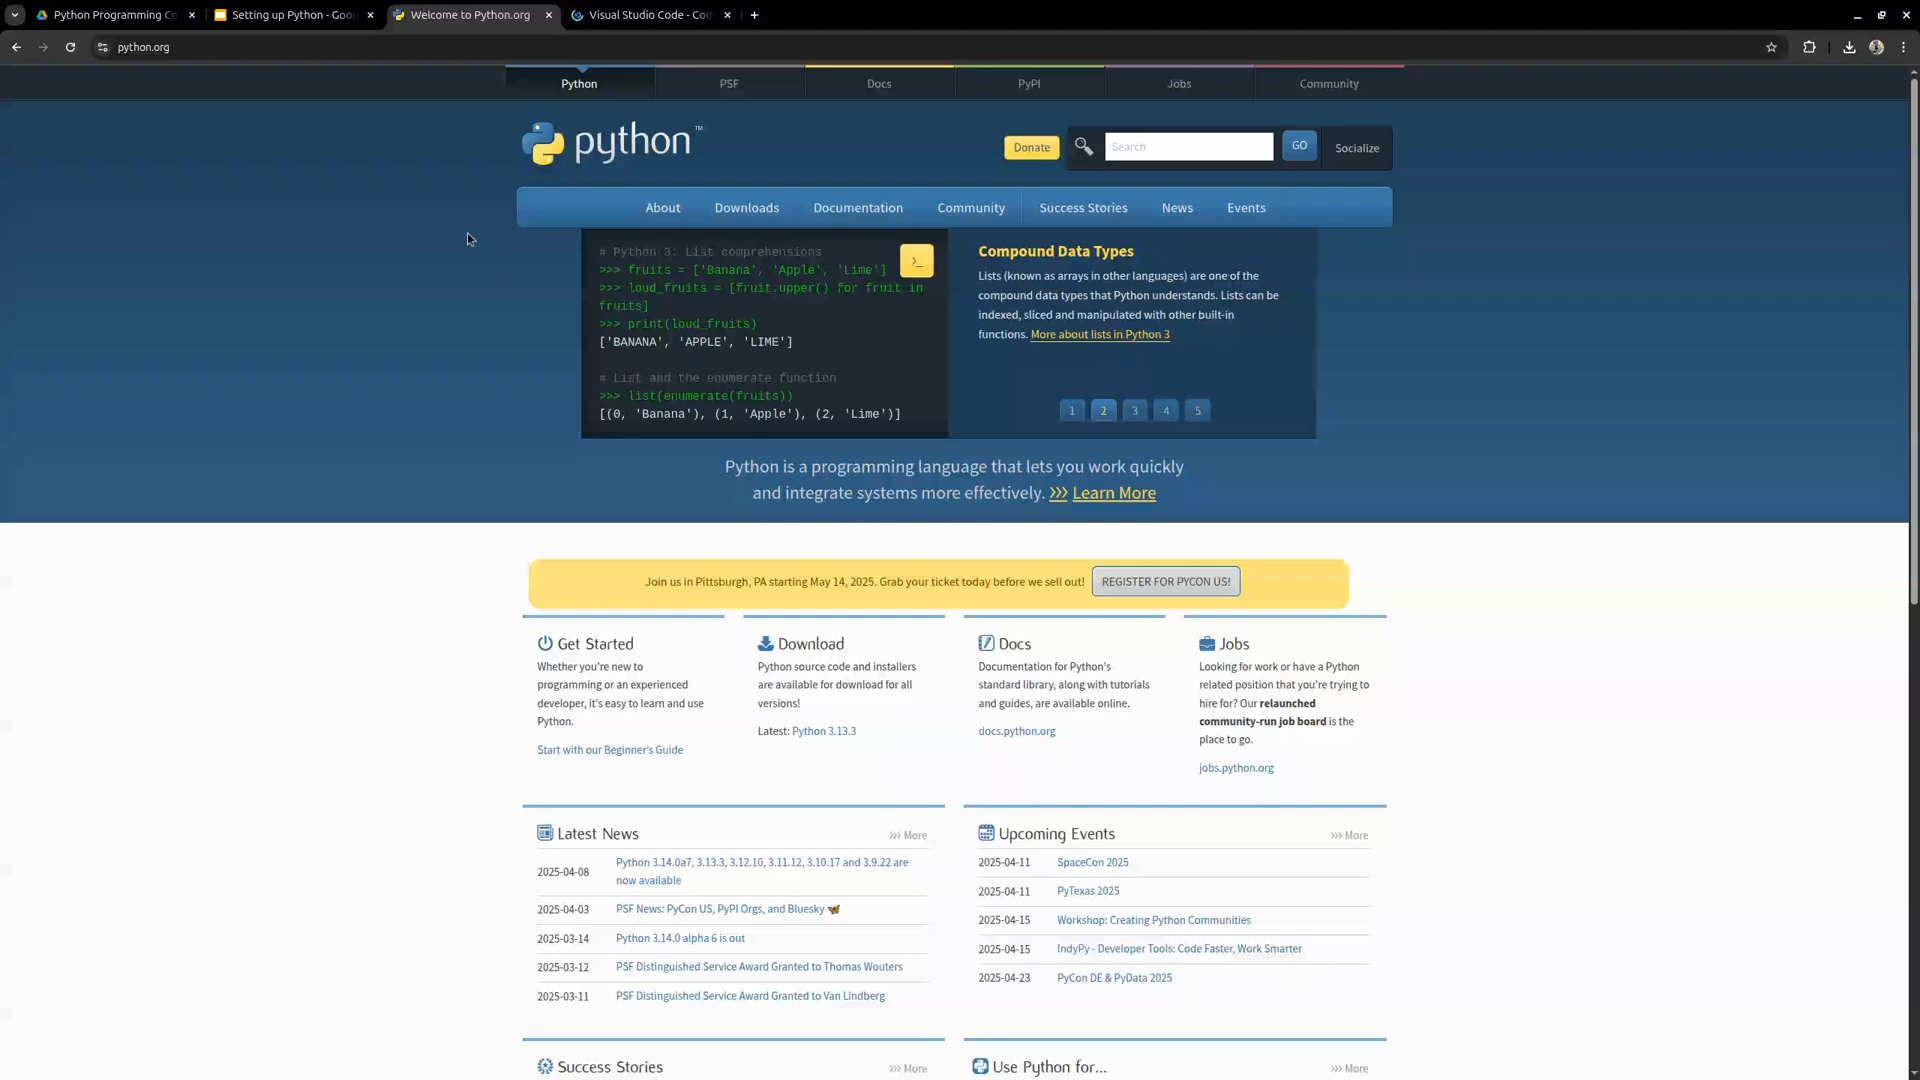 Python Programming Co
Setting up Python - Goo
Welcome to Python.org
Visual Studio Code - Cod
python.org
Python
PSF
Docs
PyPI
Jobs
Community
python™
Donate
Search
GO
Socialize
About
Downloads
Documentation
Community
Success Stories
News
Events
# Python 3: List comprehensions
>>> fruits = ['Banana', 'Apple', 'Lime']
>>> loud_fruits = [fruit.upper() for fruit in
fruits]
>>> print(loud_fruits)
['BANANA', 'APPLE', 'LIME']
# List and the enumerate function
>>> list(enumerate(fruits))
[(0, 'Banana'), (1, 'Apple'), (2, 'Lime')]
>_
Compound Data Types
Lists (known as arrays in other languages) are one of the
compound data types that Python understands. Lists can be
indexed, sliced and manipulated with other built-in
functions. More about lists in Python 3
1 2 3 4 5
Python is a programming language that lets you work quickly
and integrate systems more effectively. >>> Learn More
Join us in Pittsburgh, PA starting May 14, 2025. Grab your ticket today before we sell out! REGISTER FOR PYCON US!
Get Started
Whether you're new to
programming or an experienced
developer, it's easy to learn and use
Python.
Start with our Beginner's Guide
Download
Python source code and installers
are available for download for all
versions!
Latest: Python 3.13.3
Docs
Documentation for Python's
standard library, along with tutorials
and guides, are available online.
docs.python.org
Jobs
Looking for work or have a Python
related position that you're trying to
hire for? Our relaunched
community-run job board is the
place to go.
jobs.python.org
Latest News
>>> More
2025-04-08 Python 3.14.0a7, 3.13.3, 3.12.10, 3.11.12, 3.10.17 and 3.9.22 are
now available
2025-04-03 PSF News: PyCon US, PyPI Orgs, and Bluesky 🦋
2025-03-14 Python 3.14.0 alpha 6 is out
2025-03-12 PSF Distinguished Service Award Granted to Thomas Wouters
2025-03-11 PSF Distinguished Service Award Granted to Van Lindberg
Upcoming Events
>>> More
2025-04-11 SpaceCon 2025
2025-04-11 PyTexas 2025
2025-04-15 Workshop: Creating Python Communities
2025-04-15 IndyPy - Developer Tools: Code Faster, Work Smarter
2025-04-23 PyCon DE & PyData 2025
Success Stories
>>> More
Use Python for...
>>> More